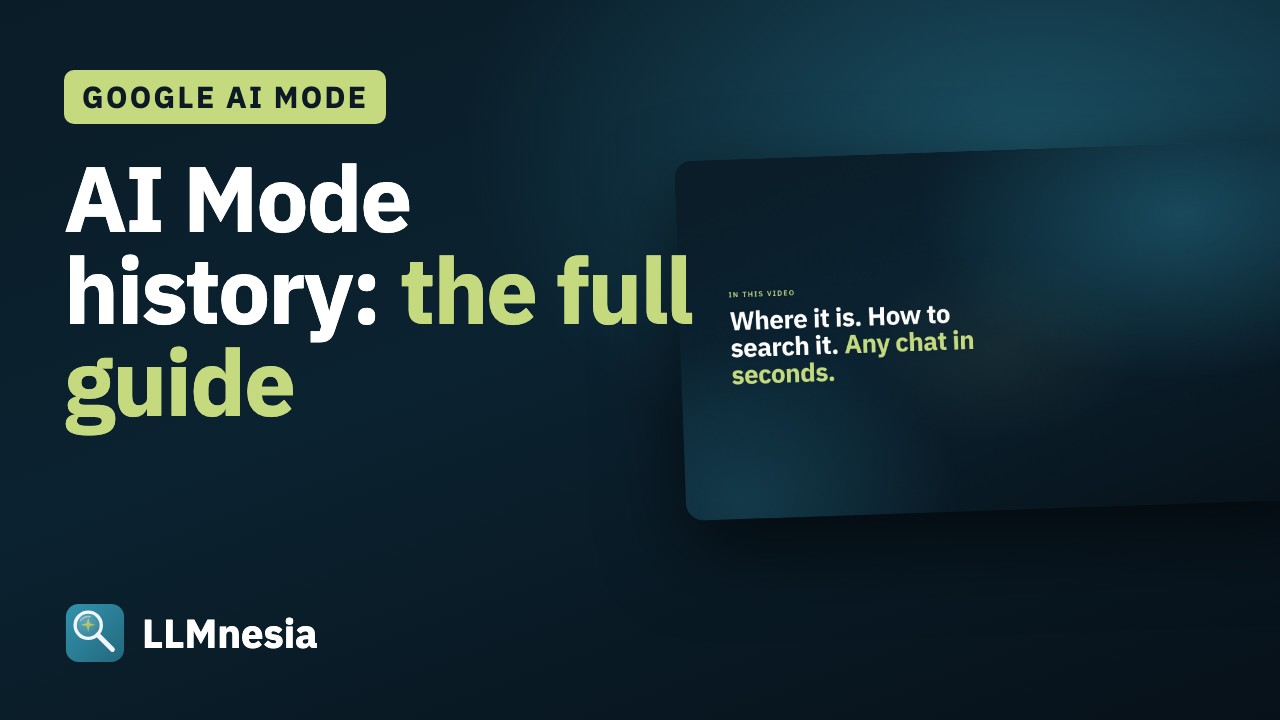 GOOGLE AI MODE
AI Mode
history: the full
guide
IN THIS VIDEO
Where it is. How to
search it. Any chat in
seconds.
LLMnesia